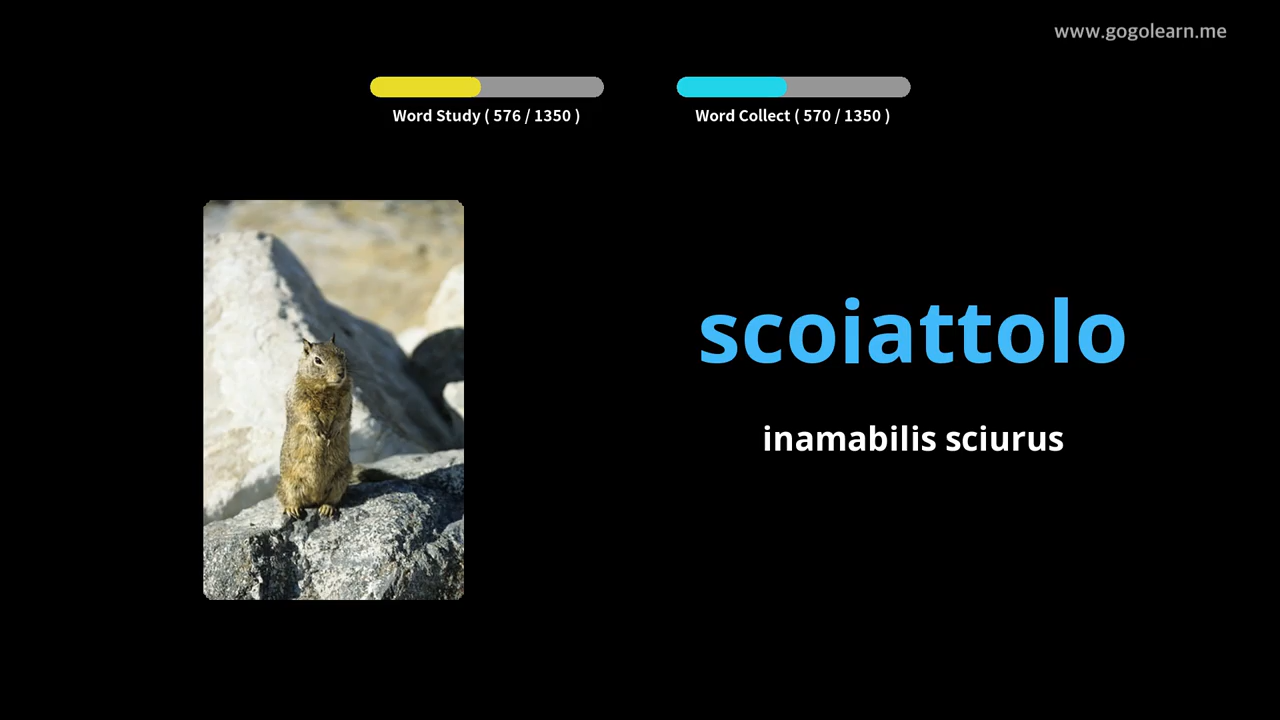 www.gogolearn.me
Word Study ( 576 / 1350 )
Word Collect ( 570 / 1350 )
scoiattolo
inamabilis sciurus